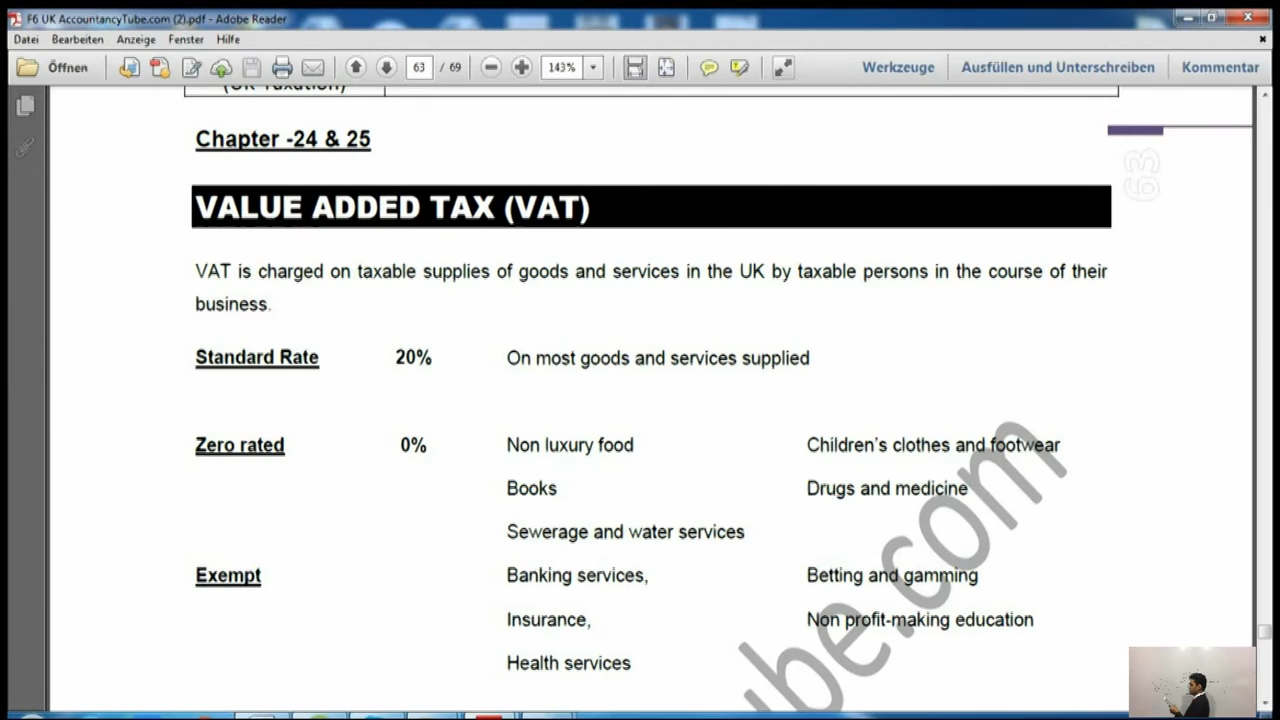 F6 UK AccountancyTube.com (2).pdf - Adobe Reader
Datei Bearbeiten Anzeige Fenster Hilfe
Öffnen 63 / 69 143% Werkzeuge Ausfüllen und Unterschreiben Kommentar
(UK Taxation)
Chapter -24 & 25
63
VALUE ADDED TAX (VAT)
VAT is charged on taxable supplies of goods and services in the UK by taxable persons in the course of their
business.
Standard Rate 20% On most goods and services supplied
Zero rated 0% Non luxury food Children's clothes and footwear
Books Drugs and medicine
Sewerage and water services
Exempt Banking services, Betting and gamming
Insurance, Non profit-making education
Health services
ube.com